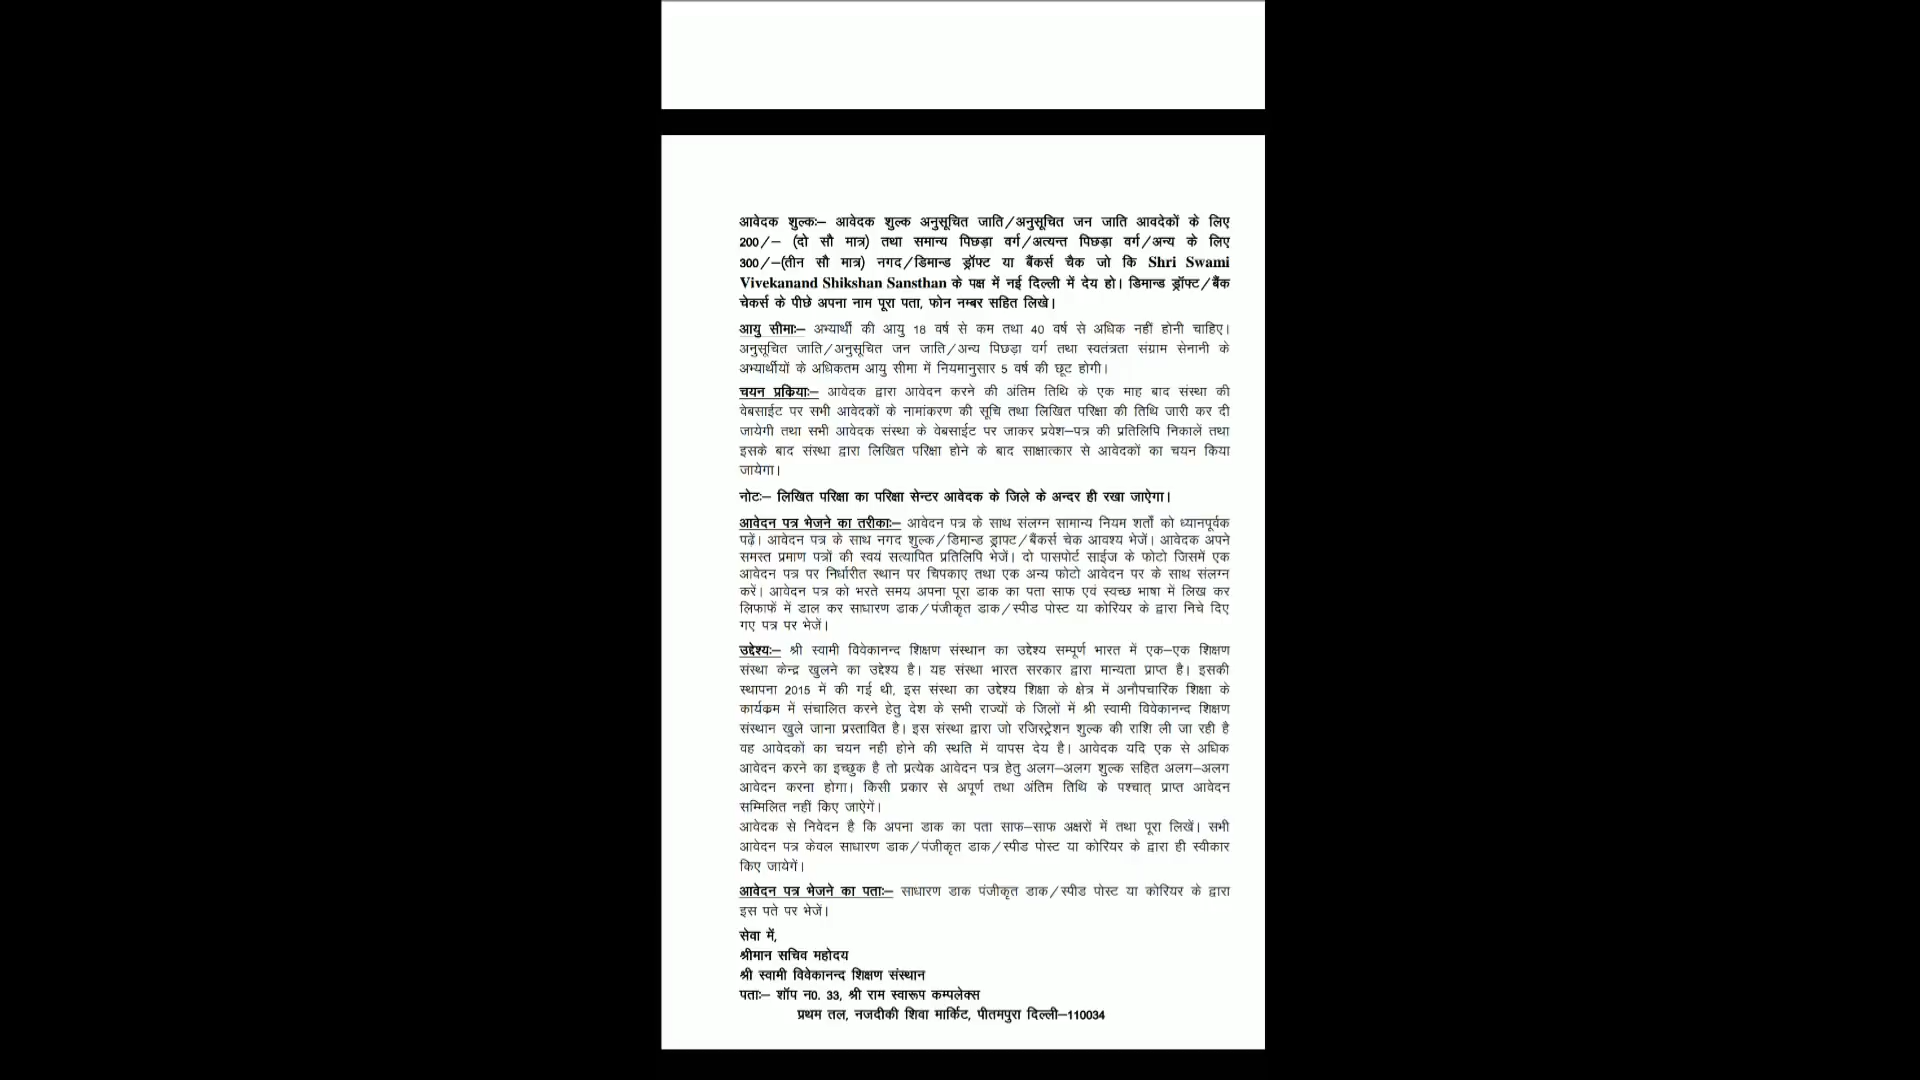 आवेदक शुल्कः– आवेदक शुल्क अनुसूचित जाति/अनुसूचित जन जाति आवदेकों के लिए
200/– (दो सौ मात्र) तथा समान्य पिछड़ा वर्ग/अत्यन्त पिछड़ा वर्ग/अन्य के लिए
300/–(तीन सौ मात्र) नगद/डिमान्ड ड्रॉफ्ट या बैंकर्स चैक जो कि Shri Swami
Vivekanand Shikshan Sansthan के पक्ष में नई दिल्ली में देय हो। डिमान्ड ड्रॉफ्ट/बैंक
चेकर्स के पीछे अपना नाम पूरा पता, फोन नम्बर सहित लिखे।
आयु सीमाः– अभ्यार्थी की आयु 18 वर्ष से कम तथा 40 वर्ष से अधिक नहीं होनी चाहिए।
अनुसूचित जाति/अनुसूचित जन जाति/अन्य पिछड़ा वर्ग तथा स्वतंत्रता संग्राम सेनानी के
अभ्यार्थीयों के अधिकतम आयु सीमा में नियमानुसार 5 वर्ष की छूट होगी।
चयन प्रकियाः– आवेदक द्वारा आवेदन करने की अंतिम तिथि के एक माह बाद संस्था की
वेबसाईट पर सभी आवेदकों के नामांकरण की सूचि तथा लिखित परिक्षा की तिथि जारी कर दी
जायेगी तथा सभी आवेदक संस्था के वेबसाईट पर जाकर प्रवेश–पत्र की प्रतिलिपि निकालें तथा
इसके बाद संस्था द्वारा लिखित परिक्षा होने के बाद साक्षात्कार से आवेदकों का चयन किया
जायेगा।
नोटः– लिखित परिक्षा का परिक्षा सेन्टर आवेदक के जिले के अन्दर ही रखा जाऐगा।
आवेदन पत्र भेजने का तरीकाः– आवेदन पत्र के साथ संलग्न सामान्य नियम शर्तों को ध्यानपूर्वक
पढ़ें। आवेदन पत्र के साथ नगद शुल्क/डिमान्ड ड्राफ्ट/बैंकर्स चेक आवश्य भेजें। आवेदक अपने
समस्त प्रमाण पत्रों की स्वयं सत्यापित प्रतिलिपि भेजें। दो पासपोर्ट साईज के फोटो जिसमें एक
आवेदन पत्र पर निर्धारीत स्थान पर चिपकाए तथा एक अन्य फोटो आवेदन पर के साथ संलग्न
करें। आवेदन पत्र को भरते समय अपना पूरा डाक का पता साफ एवं स्वच्छ भाषा में लिख कर
लिफाफें में डाल कर साधारण डाक/पंजीकृत डाक/स्पीड पोस्ट या कोरियर के द्वारा निचे दिए
गए पत्र पर भेजें।
उद्देश्यः– श्री स्वामी विवेकानन्द शिक्षण संस्थान का उद्देश्य सम्पूर्ण भारत में एक–एक शिक्षण
संस्था केन्द्र खुलने का उद्देश्य है। यह संस्था भारत सरकार द्वारा मान्यता प्राप्त है। इसकी
स्थापना 2015 में की गई थी, इस संस्था का उद्देश्य शिक्षा के क्षेत्र में अनौपचारिक शिक्षा के
कार्यकम में संचालित करने हेतु देश के सभी राज्यों के जिलों में श्री स्वामी विवेकानन्द शिक्षण
संस्थान खुले जाना प्रस्तावित है। इस संस्था द्वारा जो रजिस्ट्रेशन शुल्क की राशि ली जा रही है
वह आवेदकों का चयन नही होने की स्थति में वापस देय है। आवेदक यदि एक से अधिक
आवेदन करने का इच्छुक है तो प्रत्येक आवेदन पत्र हेतु अलग–अलग शुल्क सहित अलग–अलग
आवेदन करना होगा। किसी प्रकार से अपूर्ण तथा अंतिम तिथि के पश्चात् प्राप्त आवेदन
सम्मिलित नहीं किए जाऐगें।
आवेदक से निवेदन है कि अपना डाक का पता साफ–साफ अक्षरों में तथा पूरा लिखें। सभी
आवेदन पत्र केवल साधारण डाक/पंजीकृत डाक/स्पीड पोस्ट या कोरियर के द्वारा ही स्वीकार
किए जायेगें।
आवेदन पत्र भेजने का पताः– साधारण डाक पंजीकृत डाक/स्पीड पोस्ट या कोरियर के द्वारा
इस पते पर भेजें।
सेवा में,
श्रीमान सचिव महोदय
श्री स्वामी विवेकानन्द शिक्षण संस्थान
पताः– शॉप न0. 33, श्री राम स्वारूप कम्पलेक्स
प्रथम तल, नजदीकी शिवा मार्किट, पीतमपुरा दिल्ली–110034